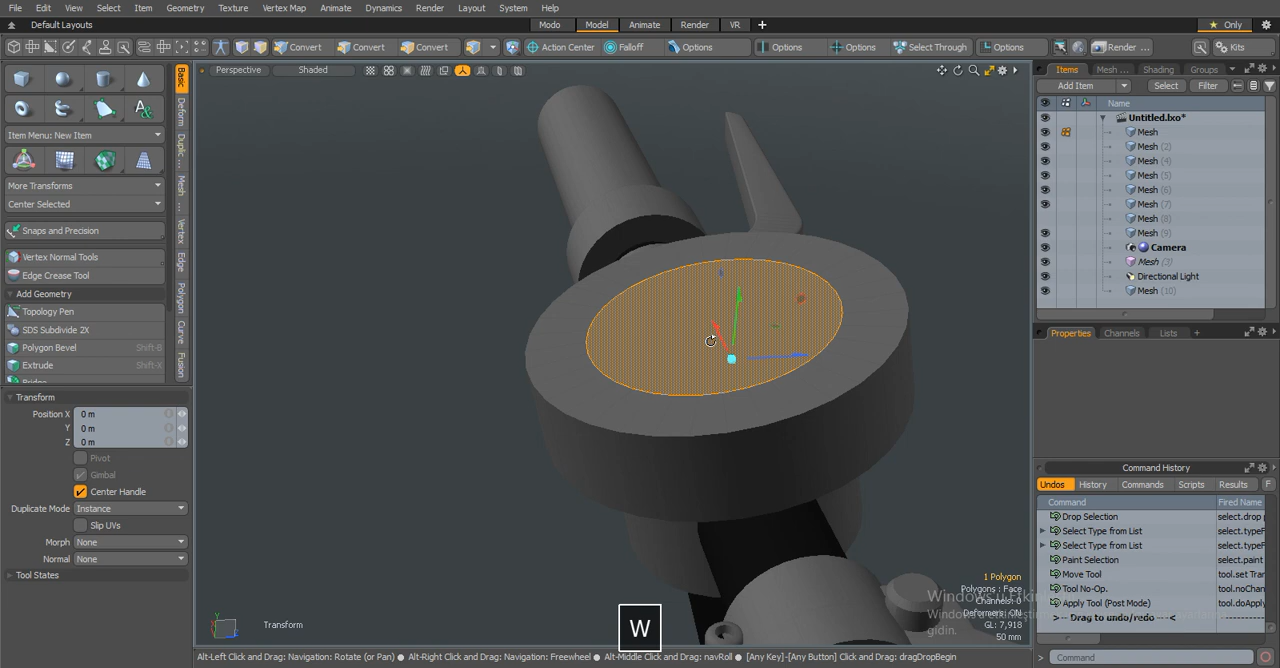 File Edit View Select Item Geometry Texture Vertex Map Animate Dynamics Render Layout System Help
Default Layouts Modo Model Animate Render VR Only
Convert Convert Convert Action Center Falloff Options Options Options Select Through Options Render ... Kits
Perspective Shaded
Basic
Deform
Duplic ...
Mesh ...
Vertex
Edge
Polygon
Curve
Fusion
Item Menu: New Item
More Transforms
Center Selected
Snaps and Precision
Vertex Normal Tools
Edge Crease Tool
Add Geometry
Topology Pen
SDS Subdivide 2X
Polygon Bevel Shift-B
Extrude Shift-X
Bridge
Transform
Position X 0 m
Y 0 m
Z 0 m
Pivot
Gimbal
Center Handle
Duplicate Mode Instance
Slip UVs
Morph None
Normal None
Tool States
1 Polygon
Polygons : Face
Channels: 0
Deformers: ON
GL: 7,918
50 mm
gidin.
Transform
W
Alt-Left Click and Drag: Navigation: Rotate (or Pan) ● Alt-Right Click and Drag: Navigation: Freewheel ● Alt-Middle Click and Drag: navRoll ● [Any Key]-[Any Button] Click and Drag: dragDropBegin
Items Mesh ... Shading Groups
Add Item Select Filter
Name
Untitled.lxo*
Mesh
Mesh (2)
Mesh (4)
Mesh (5)
Mesh (6)
Mesh (7)
Mesh (8)
Mesh (9)
Camera
Mesh (3)
Directional Light
Mesh (10)
Properties Channels Lists +
Command History
Undos History Commands Scripts Results F
Command Fired Name
Drop Selection select.drop
Select Type from List select.typeF
Select Type from List select.typeF
Paint Selection select.paint
Move Tool tool.set Tran
Tool No-Op. tool.noChan
Apply Tool (Post Mode) tool.doApply
>-- Drag to undo/redo ---<
Command